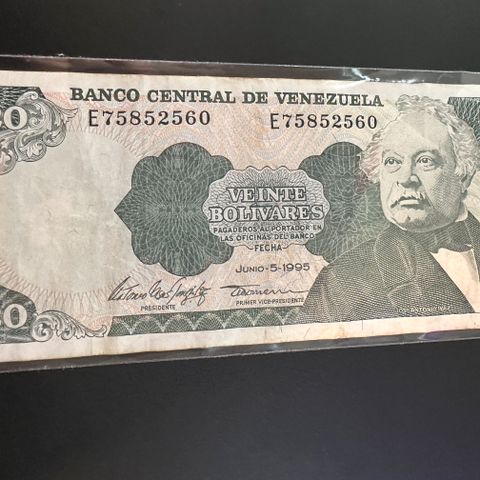 BANCO CENTRAL DE VENEZUELA
E75852560 E75852560
VEINTE
BOLIVARES
PAGADEROS AL PORTADOR EN
LAS OFICINAS DEL BANCO
FECHA
JUNIO-5-1995
PRESIDENTE
PRIMER VICE-PRESIDENTE